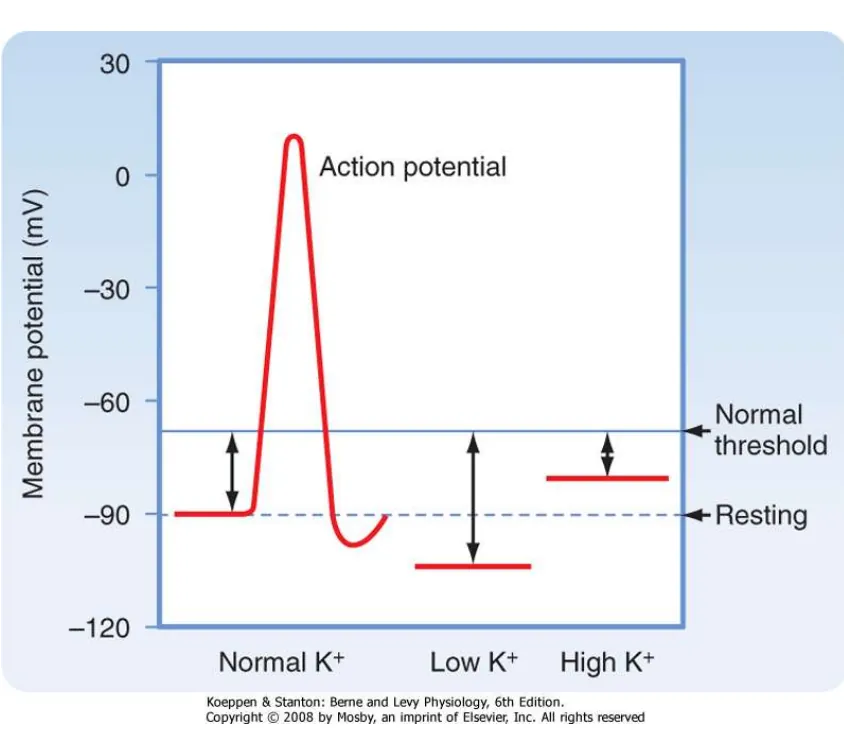 Membrane potential (mV)
30
0
–30
–60
–90
–120
Action potential
Normal
threshold
Resting
Normal K+
Low K+
High K+
Koeppen & Stanton: Berne and Levy Physiology, 6th Edition.
Copyright © 2008 by Mosby, an imprint of Elsevier, Inc. All rights reserved